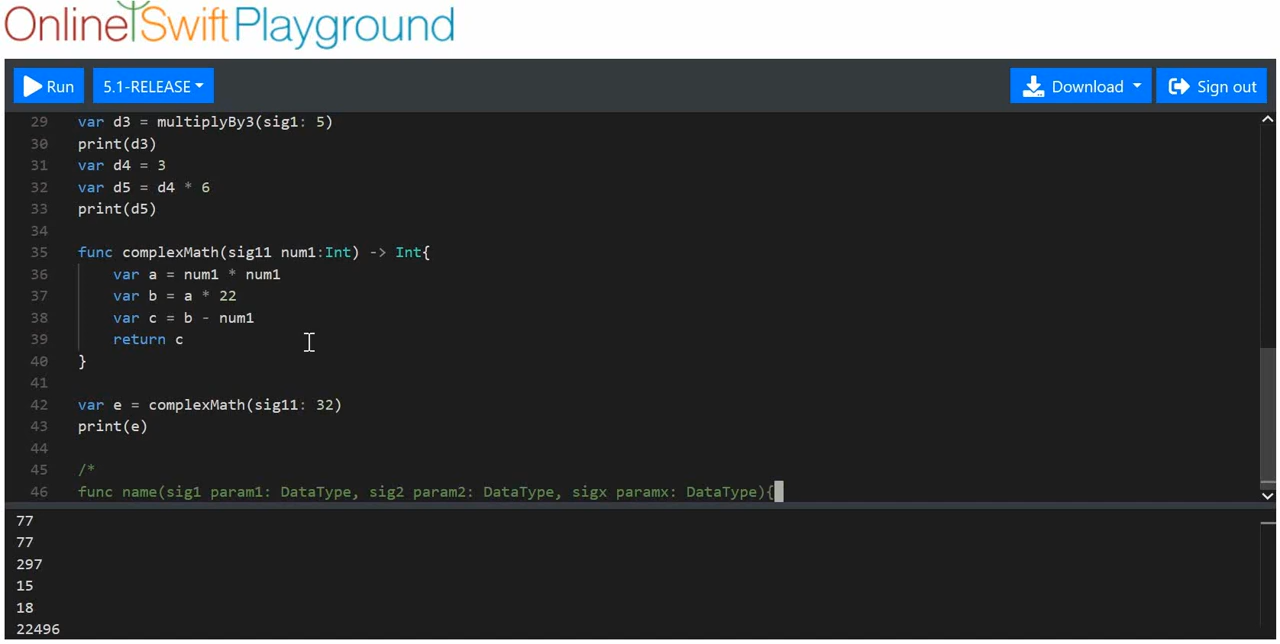 Online Swift Playground
Run 5.1-RELEASE Download Sign out
29 var d3 = multiplyBy3(sig1: 5)
30 print(d3)
31 var d4 = 3
32 var d5 = d4 * 6
33 print(d5)
34
35 func complexMath(sig11 num1:Int) -> Int{
36 var a = num1 * num1
37 var b = a * 22
38 var c = b - num1
39 return c
40 }
41
42 var e = complexMath(sig11: 32)
43 print(e)
44
45 /*
46 func name(sig1 param1: DataType, sig2 param2: DataType, sigx paramx: DataType){
77
77
297
15
18
22496